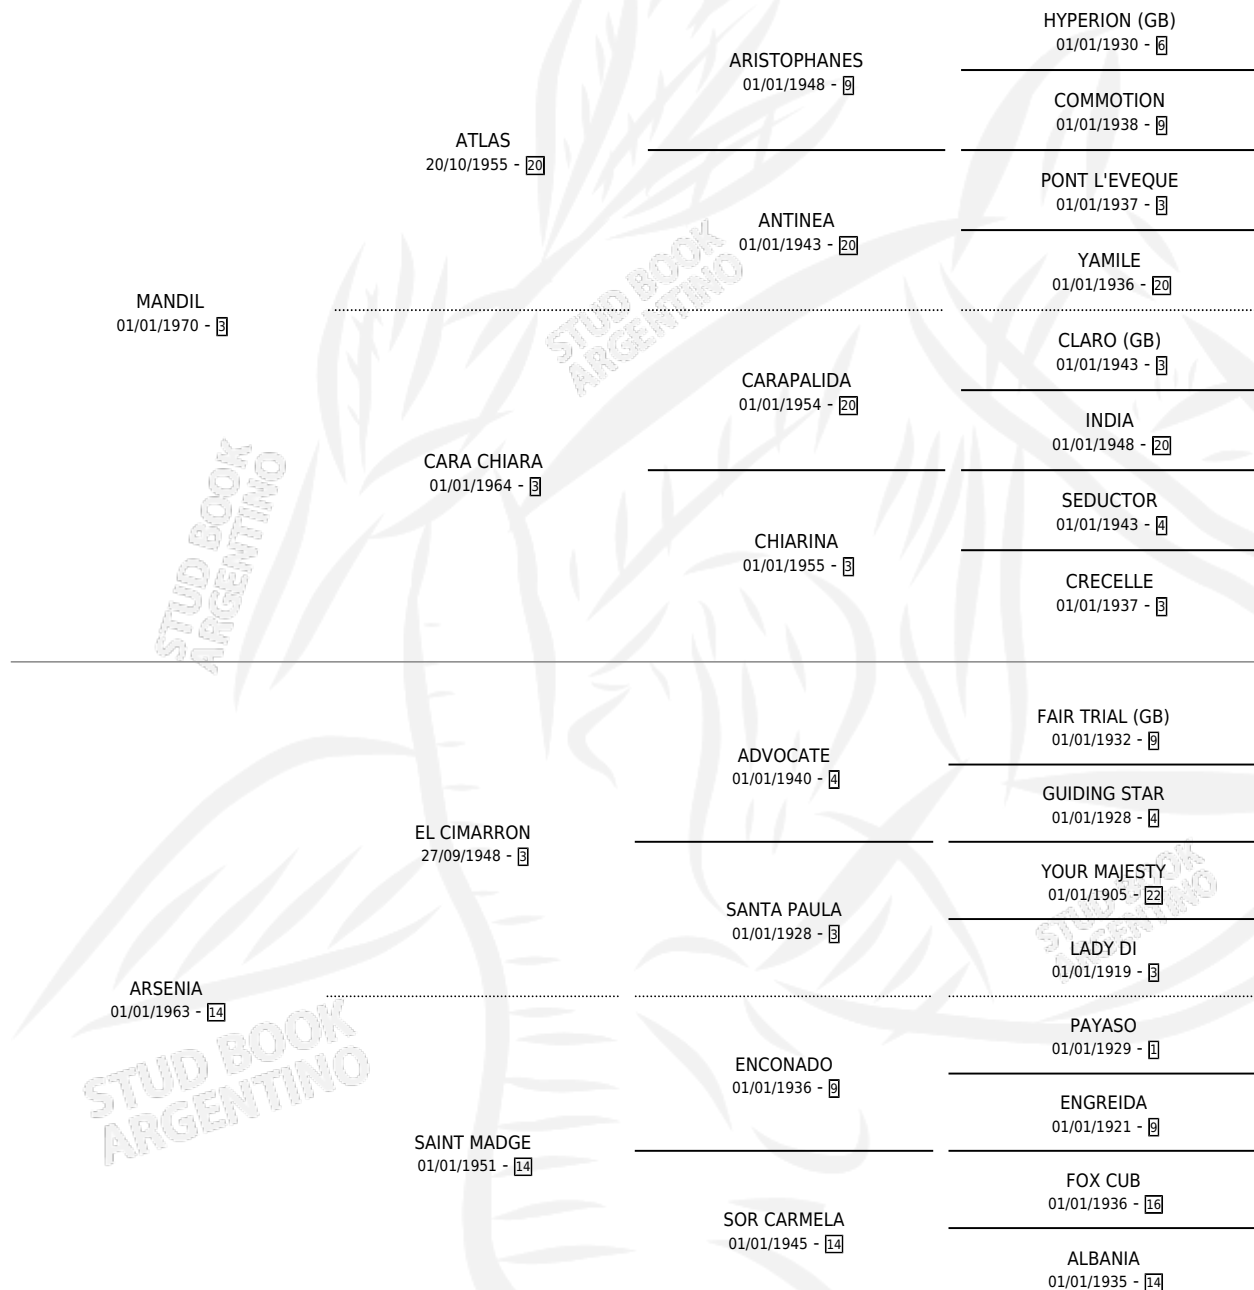 HYPERION (GB)
01/01/1930 - 6
ARISTOPHANES
01/01/1948 - 9
COMMOTION
01/01/1938 - 9
ATLAS
20/10/1955 - 20
PONT L'EVEQUE
01/01/1937 - 3
ANTINEA
01/01/1943 - 20
YAMILE
01/01/1936 - 20
MANDIL
01/01/1970 - 3
CLARO (GB)
01/01/1943 - 3
CARAPALIDA
01/01/1954 - 20
INDIA
01/01/1948 - 20
CARA CHIARA
01/01/1964 - 3
SEDUCTOR
01/01/1943 - 4
CHIARINA
01/01/1955 - 3
CRECELLE
01/01/1937 - 3
FAIR TRIAL (GB)
01/01/1932 - 9
ADVOCATE
01/01/1940 - 4
GUIDING STAR
01/01/1928 - 4
EL CIMARRON
27/09/1948 - 3
YOUR MAJESTY
01/01/1905 - 22
SANTA PAULA
01/01/1928 - 3
LADY DI
01/01/1919 - 3
ARSENIA
01/01/1963 - 14
PAYASO
01/01/1929 - 1
ENCONADO
01/01/1936 - 9
ENGREIDA
01/01/1921 - 9
SAINT MADGE
01/01/1951 - 14
FOX CUB
01/01/1936 - 16
SOR CARMELA
01/01/1945 - 14
ALBANIA
01/01/1935 - 14
STUD BOOK
ARGENTINO
STUD BOOK
ARGENTINO
STUD BOOK
ARGENTINO
STUD BOOK
ARGENTINO